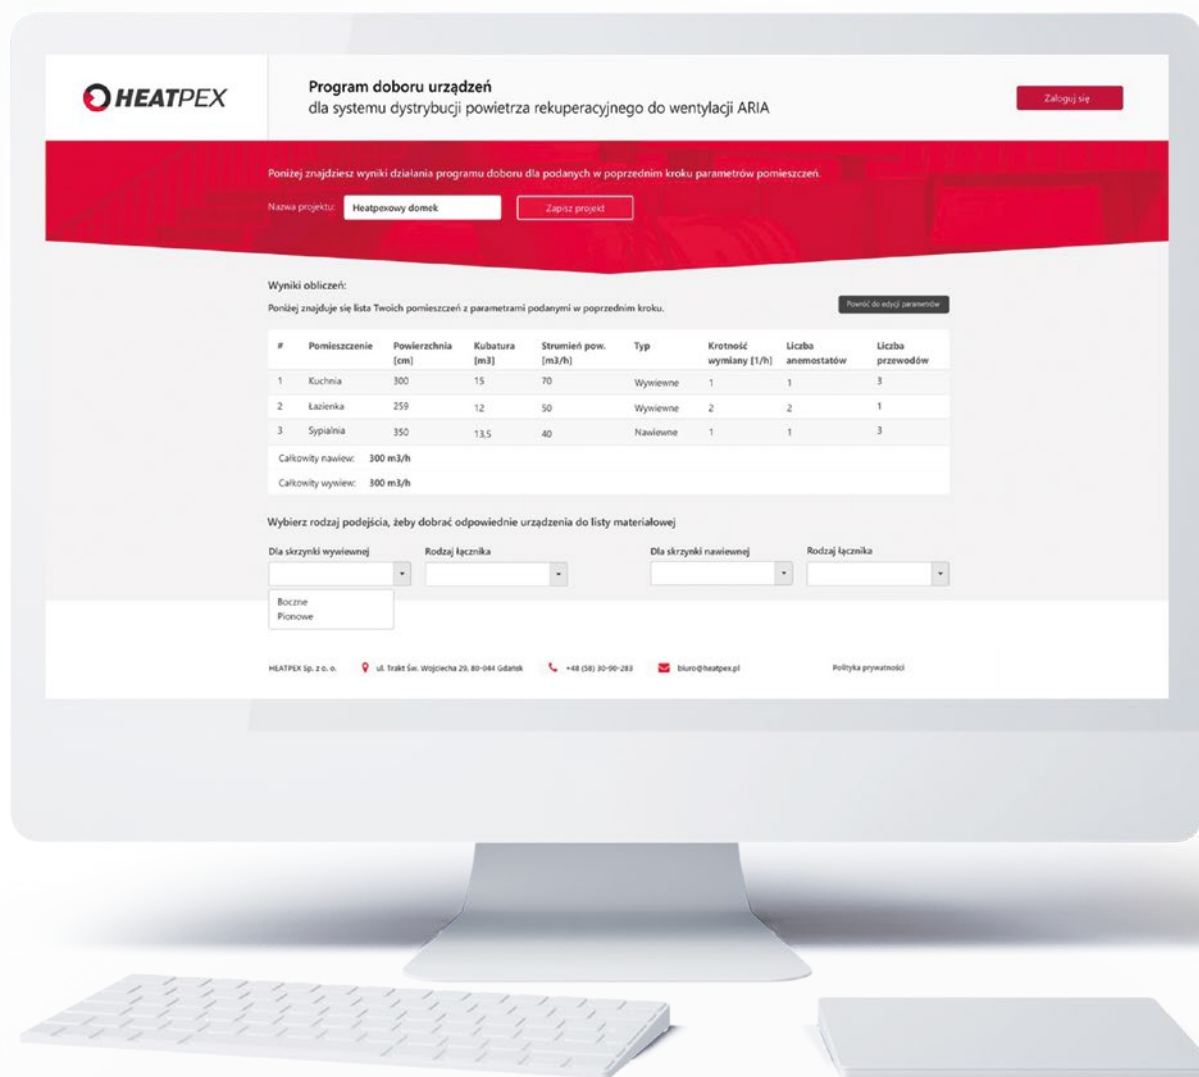 HEATPEX
Program doboru urządzeń
dla systemu dystrybucji powietrza rekuperacyjnego do wentylacji ARIA
Zaloguj się
Poniżej znajdziesz wyniki działania programu doboru dla podanych w poprzednim kroku parametrów pomieszczeń.
Nazwa projektu: Heatpexowy domek Zapisz projekt
Wyniki obliczeń:
Poniżej znajduje się lista Twoich pomieszczeń z parametrami podanymi w poprzednim kroku.
Powróć do edycji parametrów
# Pomieszczenie Powierzchnia [cm] Kubatura [m3] Strumień pow. [m3/h] Typ Krotność wymiany [1/h] Liczba anemostatów Liczba przewodów
1 Kuchnia 300 15 70 Wywiewne 1 1 3
2 Łazienka 259 12 50 Wywiewne 2 2 1
3 Sypialnia 350 13,5 40 Nawiewne 1 1 3
Całkowity nawiew: 300 m3/h
Całkowity wywiew: 300 m3/h
Wybierz rodzaj podejścia, żeby dobrać odpowiednie urządzenia do listy materiałowej
Dla skrzynki wywiewnej Rodzaj łącznika Dla skrzynki nawiewnej Rodzaj łącznika
Boczne
Pionowe
HEATPEX Sp. z o. o. ul. Trakt Św. Wojciecha 29, 80-044 Gdańsk +48 (58) 30-90-283 biuro@heatpex.pl Polityka prywatności